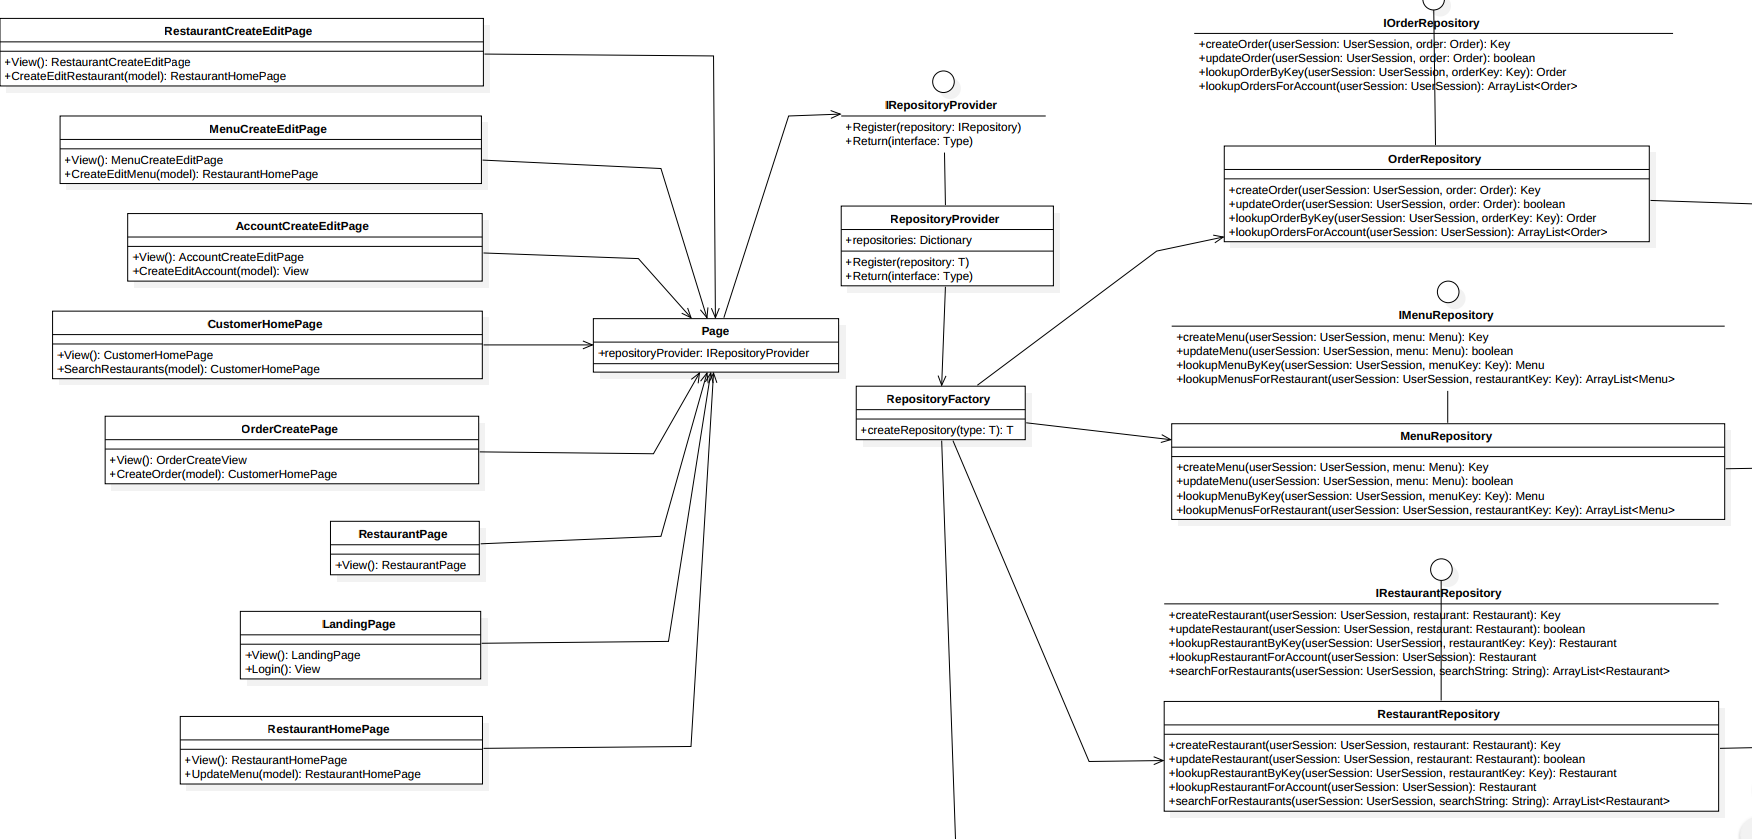 RestaurantCreateEditPage
+View(): RestaurantCreateEditPage
+CreateEditRestaurant(model): RestaurantHomePage
MenuCreateEditPage
+View(): MenuCreateEditPage
+CreateEditMenu(model): RestaurantHomePage
AccountCreateEditPage
+View(): AccountCreateEditPage
+CreateEditAccount(model): View
CustomerHomePage
+View(): CustomerHomePage
+SearchRestaurants(model): CustomerHomePage
OrderCreatePage
+View(): OrderCreateView
+CreateOrder(model): CustomerHomePage
RestaurantPage
+View(): RestaurantPage
LandingPage
+View(): LandingPage
+Login(): View
RestaurantHomePage
+View(): RestaurantHomePage
+UpdateMenu(model): RestaurantHomePage
Page
+repositoryProvider: IRepositoryProvider
IRepositoryProvider
+Register(repository: IRepository)
+Return(interface: Type)
RepositoryProvider
+repositories: Dictionary
+Register(repository: T)
+Return(interface: Type)
RepositoryFactory
+createRepository(type: T): T
IOrderRepository
+createOrder(userSession: UserSession, order: Order): Key
+updateOrder(userSession: UserSession, order: Order): boolean
+lookupOrderByKey(userSession: UserSession, orderKey: Key): Order
+lookupOrdersForAccount(userSession: UserSession): ArrayList<Order>
OrderRepository
+createOrder(userSession: UserSession, order: Order): Key
+updateOrder(userSession: UserSession, order: Order): boolean
+lookupOrderByKey(userSession: UserSession, orderKey: Key): Order
+lookupOrdersForAccount(userSession: UserSession): ArrayList<Order>
IMenuRepository
+createMenu(userSession: UserSession, menu: Menu): Key
+updateMenu(userSession: UserSession, menu: Menu): boolean
+lookupMenuByKey(userSession: UserSession, menuKey: Key): Menu
+lookupMenusForRestaurant(userSession: UserSession, restaurantKey: Key): ArrayList<Menu>
MenuRepository
+createMenu(userSession: UserSession, menu: Menu): Key
+updateMenu(userSession: UserSession, menu: Menu): boolean
+lookupMenuByKey(userSession: UserSession, menuKey: Key): Menu
+lookupMenusForRestaurant(userSession: UserSession, restaurantKey: Key): ArrayList<Menu>
IRestaurantRepository
+createRestaurant(userSession: UserSession, restaurant: Restaurant): Key
+updateRestaurant(userSession: UserSession, restaurant: Restaurant): boolean
+lookupRestaurantByKey(userSession: UserSession, restaurantKey: Key): Restaurant
+lookupRestaurantForAccount(userSession: UserSession): Restaurant
+searchForRestaurants(userSession: UserSession, searchString: String): ArrayList<Restaurant>
RestaurantRepository
+createRestaurant(userSession: UserSession, restaurant: Restaurant): Key
+updateRestaurant(userSession: UserSession, restaurant: Restaurant): boolean
+lookupRestaurantByKey(userSession: UserSession, restaurantKey: Key): Restaurant
+lookupRestaurantForAccount(userSession: UserSession): Restaurant
+searchForRestaurants(userSession: UserSession, searchString: String): ArrayList<Restaurant>